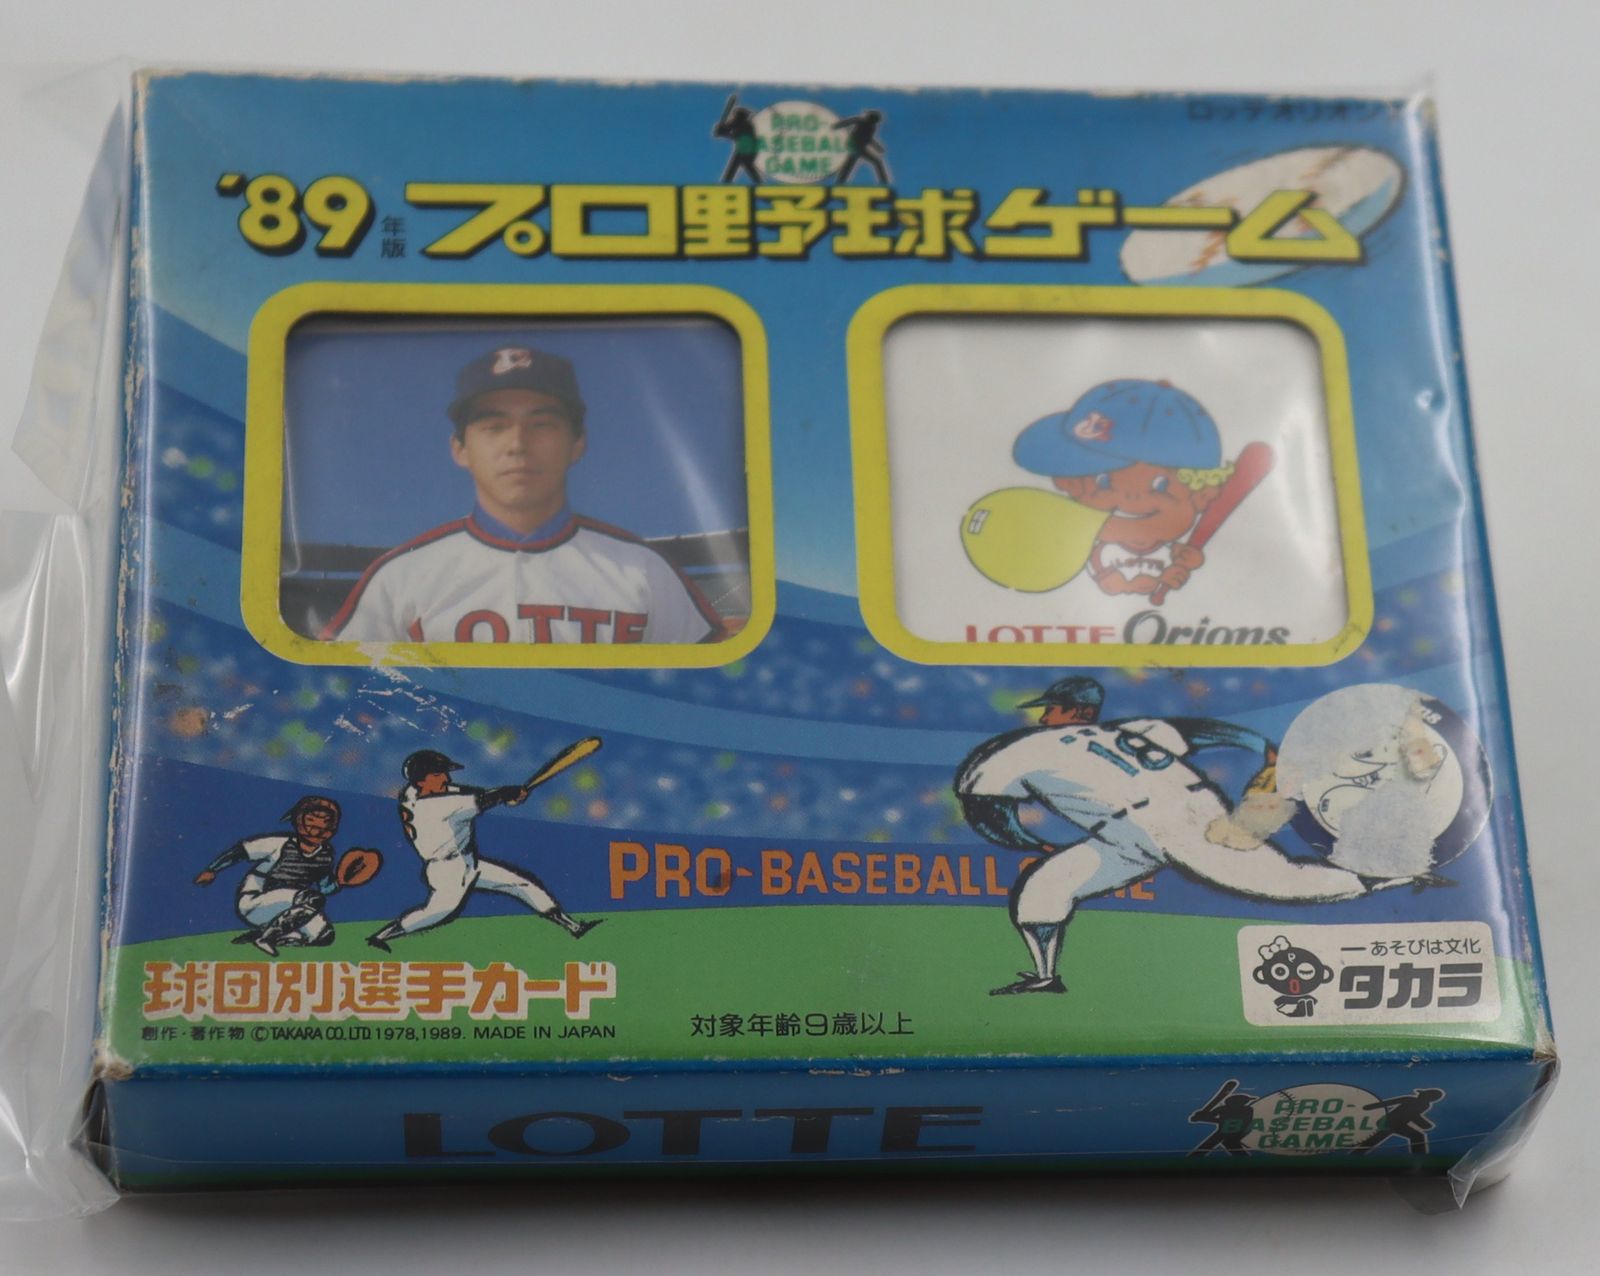 ロッテオリオンズ
PRO-
BASEBALL
GAME
'89年版 プロ野球ゲーム
LOTTE
LOTTE
LOTTE Orions
PRO-BASEBALL
球団別選手カード
創作・著作物 ©TAKARA CO.,LTD. 1978,1989. MADE IN JAPAN
対象年齢9歳以上
ーあそびは文化
タカラ
LOTTE
PRO-
BASEBALL
GAME